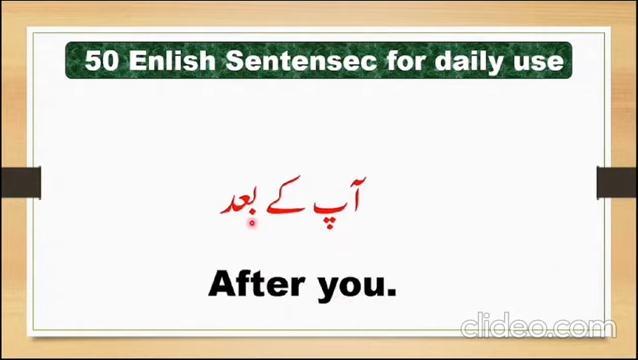 50 Enlish Sentensec for daily use
آپ کے بعد
After you.
clideo.com